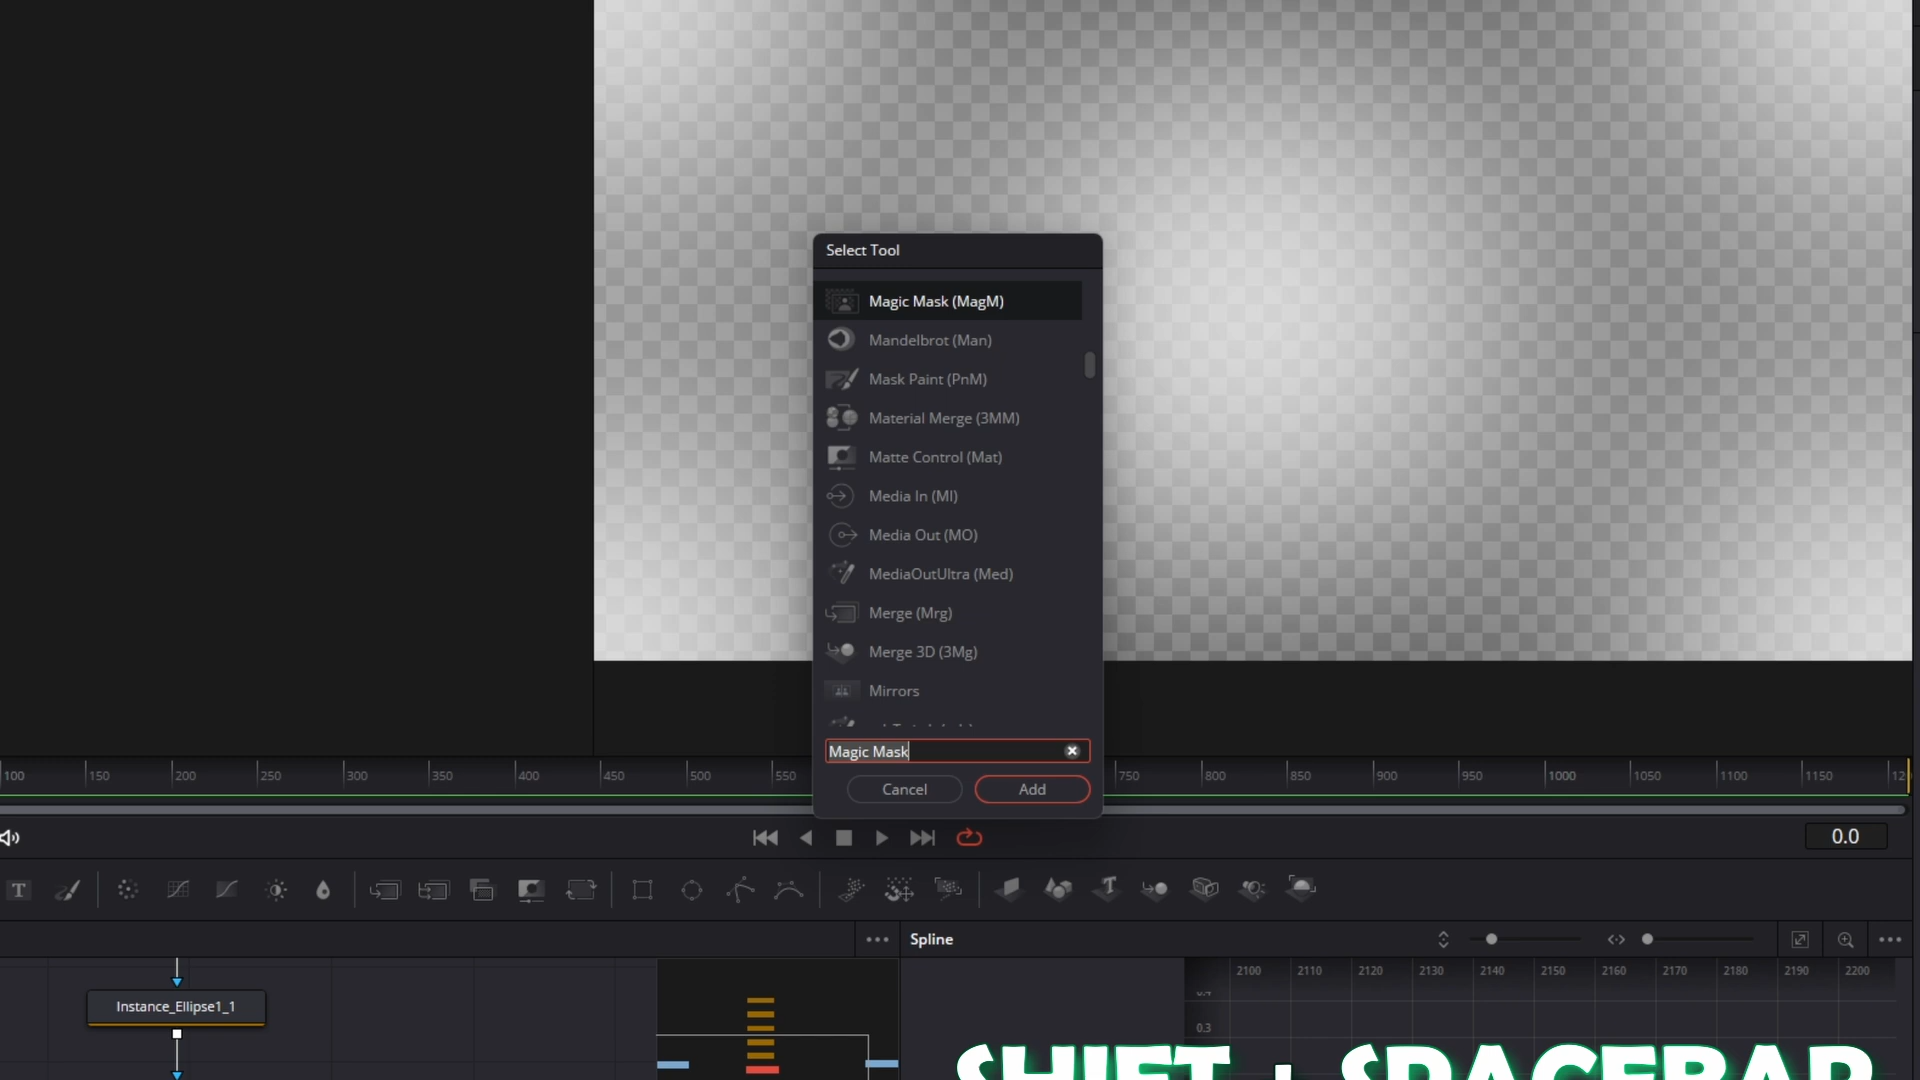 Select Tool
Magic Mask (MagM)
Mandelbrot (Man)
Mask Paint (PnM)
Material Merge (3MM)
Matte Control (Mat)
Media In (MI)
Media Out (MO)
MediaOutUltra (Med)
Merge (Mrg)
Merge 3D (3Mg)
Mirrors
Magic Mask
Cancel Add
100 150 200 250 300 350 400 450 500 550 750 800 850 900 950 1000 1050 1100 1150
0.0
T
Spline
2100 2110 2120 2130 2140 2150 2160 2170 2180 2190 2200
Instance_Ellipse1_1
0.3
SHIFT + SPACEBAR